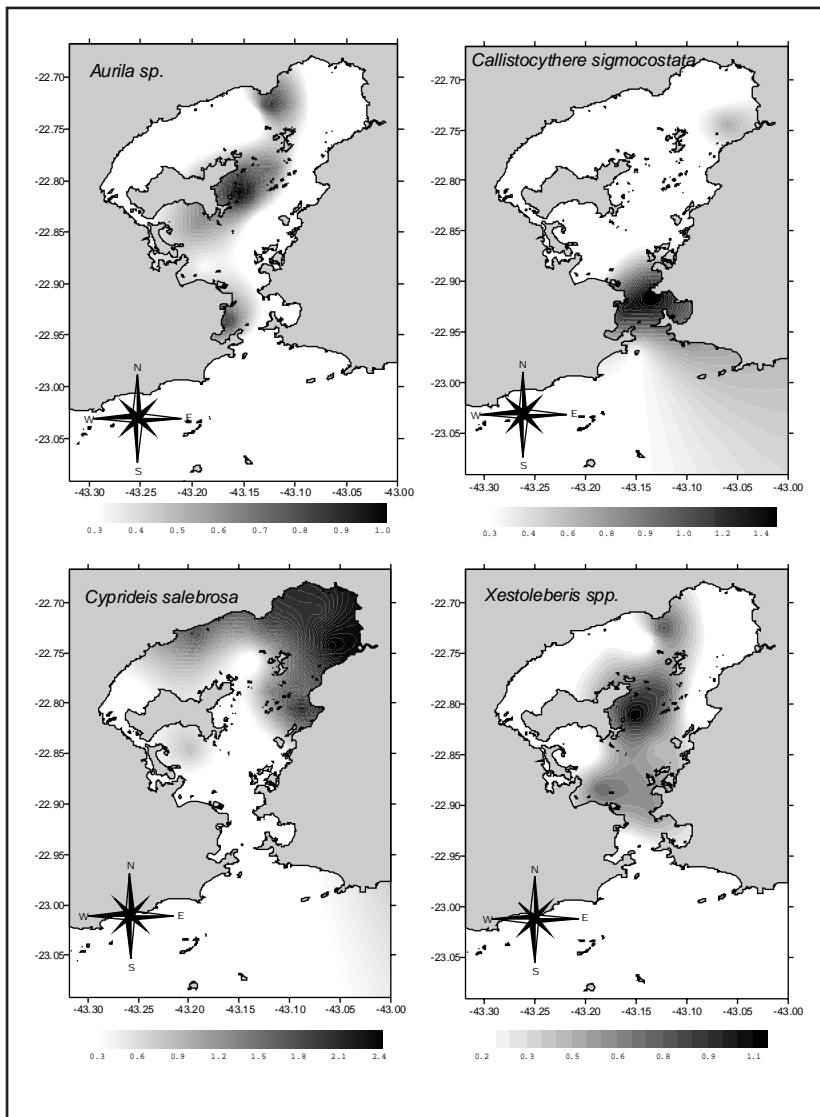 Aurila sp.
-22.70
-22.75
-22.80
-22.85
-22.90
-22.95
-23.00
-23.05
N
W
E
S
-43.30 -43.25 -43.20 -43.15 -43.10 -43.05 -43.00
0.3 0.4 0.5 0.6 0.7 0.8 0.9 1.0
Callistocythere sigmocostata
-22.70
-22.75
-22.80
-22.85
-22.90
-22.95
-23.00
-23.05
N
W
E
S
-43.30 -43.25 -43.20 -43.15 -43.10 -43.05 -43.00
0.3 0.4 0.6 0.8 1.0 1.2 1.4
Cyprideis salebrosa
-22.70
-22.75
-22.80
-22.85
-22.90
-22.95
-23.00
-23.05
N
W
E
S
-43.30 -43.25 -43.20 -43.15 -43.10 -43.05 -43.00
0.3 0.6 0.9 1.2 1.5 1.8 2.1 2.4
Xestoleberis spp.
-22.70
-22.75
-22.80
-22.85
-22.90
-22.95
-23.00
-23.05
N
W
E
S
-43.30 -43.25 -43.20 -43.15 -43.10 -43.05 -43.00
0.2 0.3 0.5 0.6 0.8 0.9 1.1